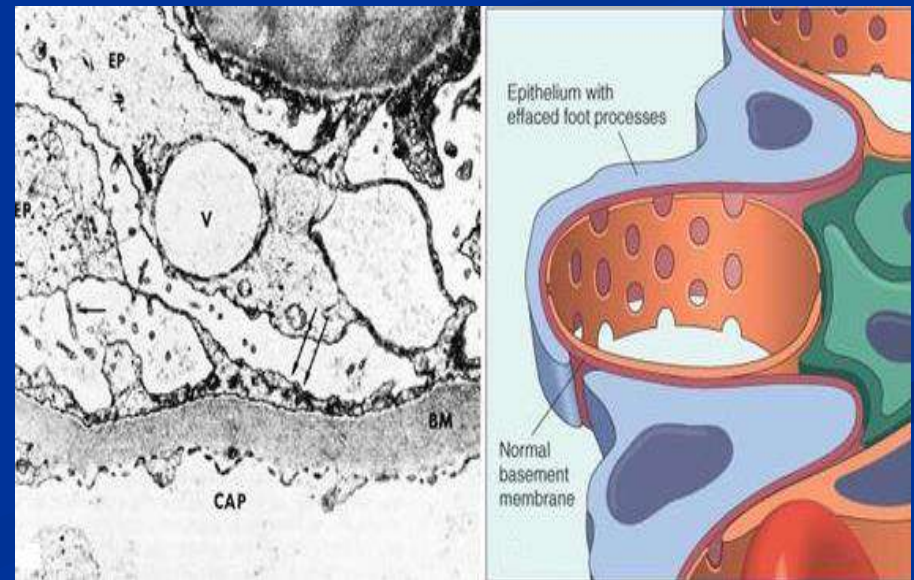 EP
V
EP
BM
CAP
Epithelium with
effaced foot processes
Normal
basement
membrane